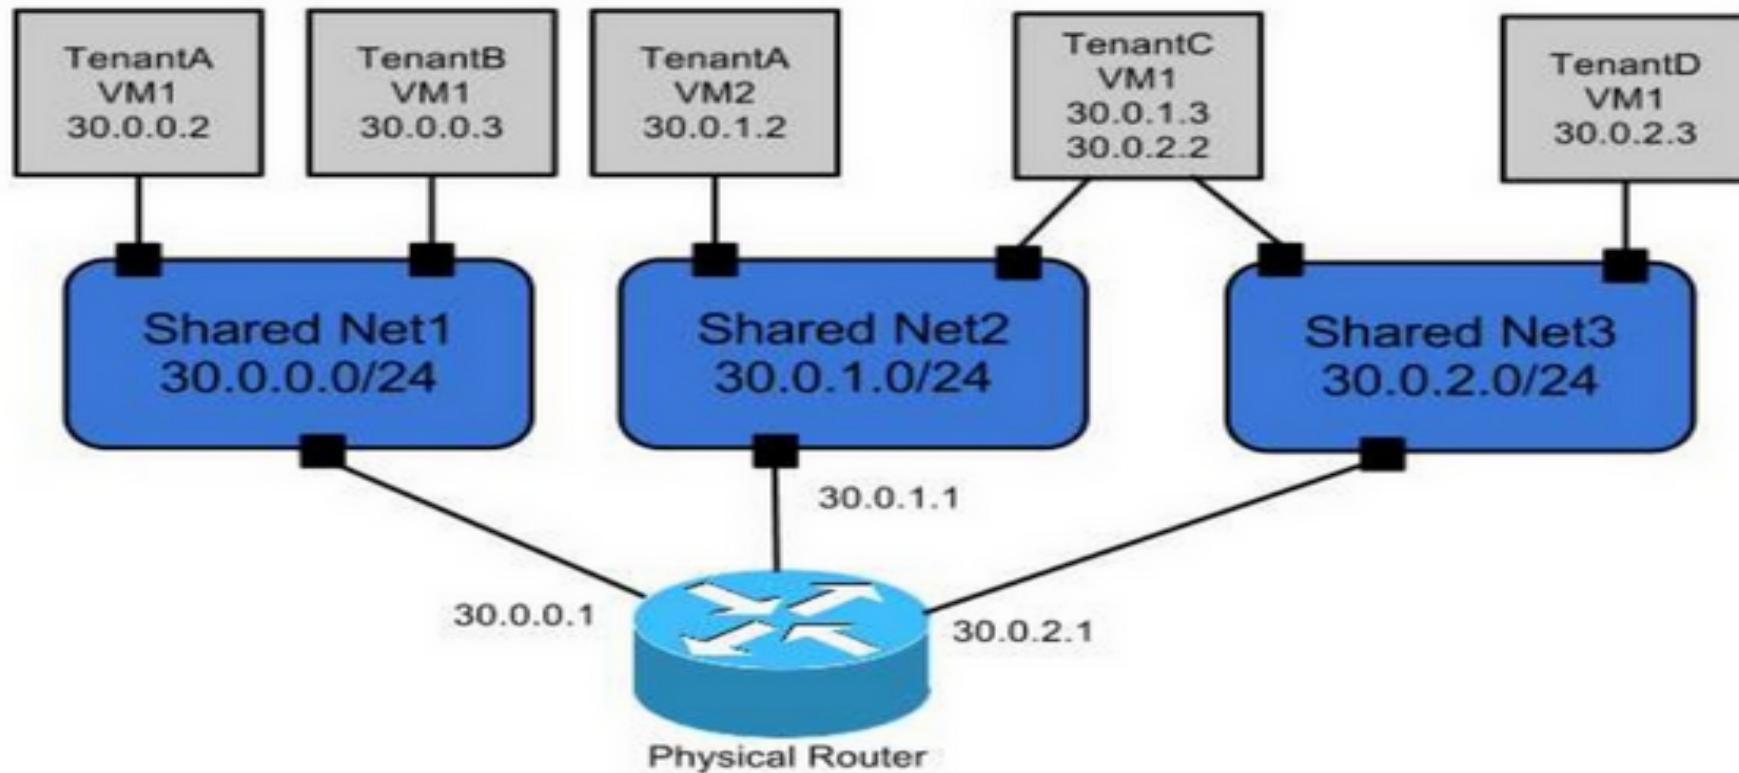 TenantA
VM1
30.0.0.2
TenantB
VM1
30.0.0.3
TenantA
VM2
30.0.1.2
TenantC
VM1
30.0.1.3
30.0.2.2
TenantD
VM1
30.0.2.3
Shared Net1
30.0.0.0/24
Shared Net2
30.0.1.0/24
Shared Net3
30.0.2.0/24
30.0.1.1
30.0.0.1
30.0.2.1
Physical Router